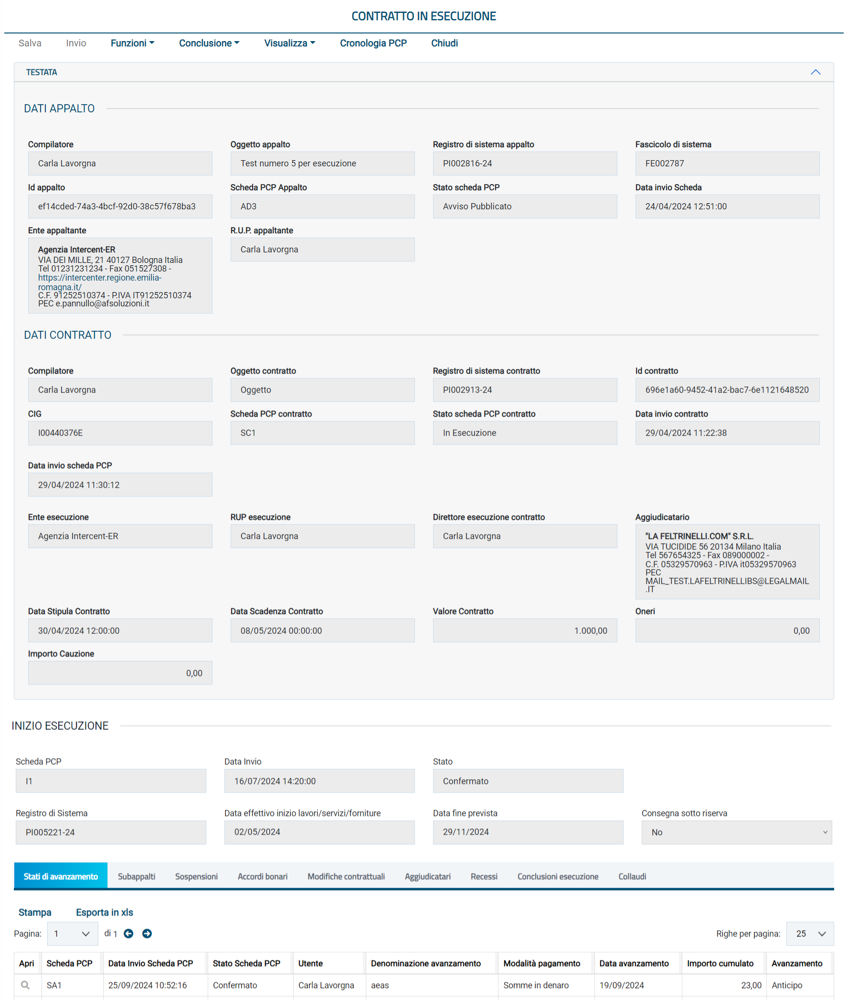 CONTRATTO IN ESECUZIONE
Salva Invio Funzioni Conclusione Visualizza Cronologia PCP Chiudi
TESTATA
DATI APPALTO
Compilatore Oggetto appalto Registro di sistema appalto Fascicolo di sistema
Carla Lavorgna Test numero 5 per esecuzione PI002816-24 FE002787
Id appalto Scheda PCP Appalto Stato scheda PCP Data invio Scheda
ef14cded-74a3-4bcf-92d0-38c57f678ba3 AD3 Avviso Pubblicato 24/04/2024 12:51:00
Ente appaltante R.U.P. appaltante
Agenzia Intercent-ER Carla Lavorgna
VIA DEI MILLE, 21 40127 Bologna Italia
Tel 01231231234 - Fax 051527308 -
https://intercenter.regione.emilia-
romagna.it/
C.F. 91252510374 - P.IVA IT91252510374
PEC e.pannullo@afsoluzioni.it
DATI CONTRATTO
Compilatore Oggetto contratto Registro di sistema contratto Id contratto
Carla Lavorgna Oggetto PI002913-24 696e1a60-9452-41a2-bac7-6e1121648520
CIG Scheda PCP contratto Stato scheda PCP contratto Data invio contratto
I00440376E SC1 In Esecuzione 29/04/2024 11:22:38
Data invio scheda PCP
29/04/2024 11:30:12
Ente esecuzione RUP esecuzione Direttore esecuzione contratto Aggiudicatario
Agenzia Intercent-ER Carla Lavorgna Carla Lavorgna "LA FELTRINELLI.COM" S.R.L.
VIA TUCIDIDE 56 20134 Milano Italia
Tel 567654325 - Fax 089000002 -
C.F. 05329570963 - P.IVA it05329570963
PEC
MAIL_TEST.LAFELTRINELLIBS@LEGALMAIL
.IT
Data Stipula Contratto Data Scadenza Contratto Valore Contratto Oneri
30/04/2024 12:00:00 08/05/2024 00:00:00 1.000,00 0,00
Importo Cauzione
0,00
INIZIO ESECUZIONE
Scheda PCP Data Invio Stato
I1 16/07/2024 14:20:00 Confermato
Registro di Sistema Data effettivo inizio lavori/servizi/forniture Data fine prevista Consegna sotto riserva
PI005221-24 02/05/2024 29/11/2024 No
Stati di avanzamento Subappalti Sospensioni Accordi bonari Modifiche contrattuali Aggiudicatari Recessi Conclusioni esecuzione Collaudi
Stampa Esporta in xls
Pagina: 1 di 1 Righe per pagina: 25
Apri Scheda PCP Data Invio Scheda PCP Stato Scheda PCP Utente Denominazione avanzamento Modalità pagamento Data avanzamento Importo cumulato Avanzamento
SA1 25/09/2024 10:52:16 Confermato Carla Lavorgna aeas Somme in denaro 19/09/2024 23,00 Anticipo